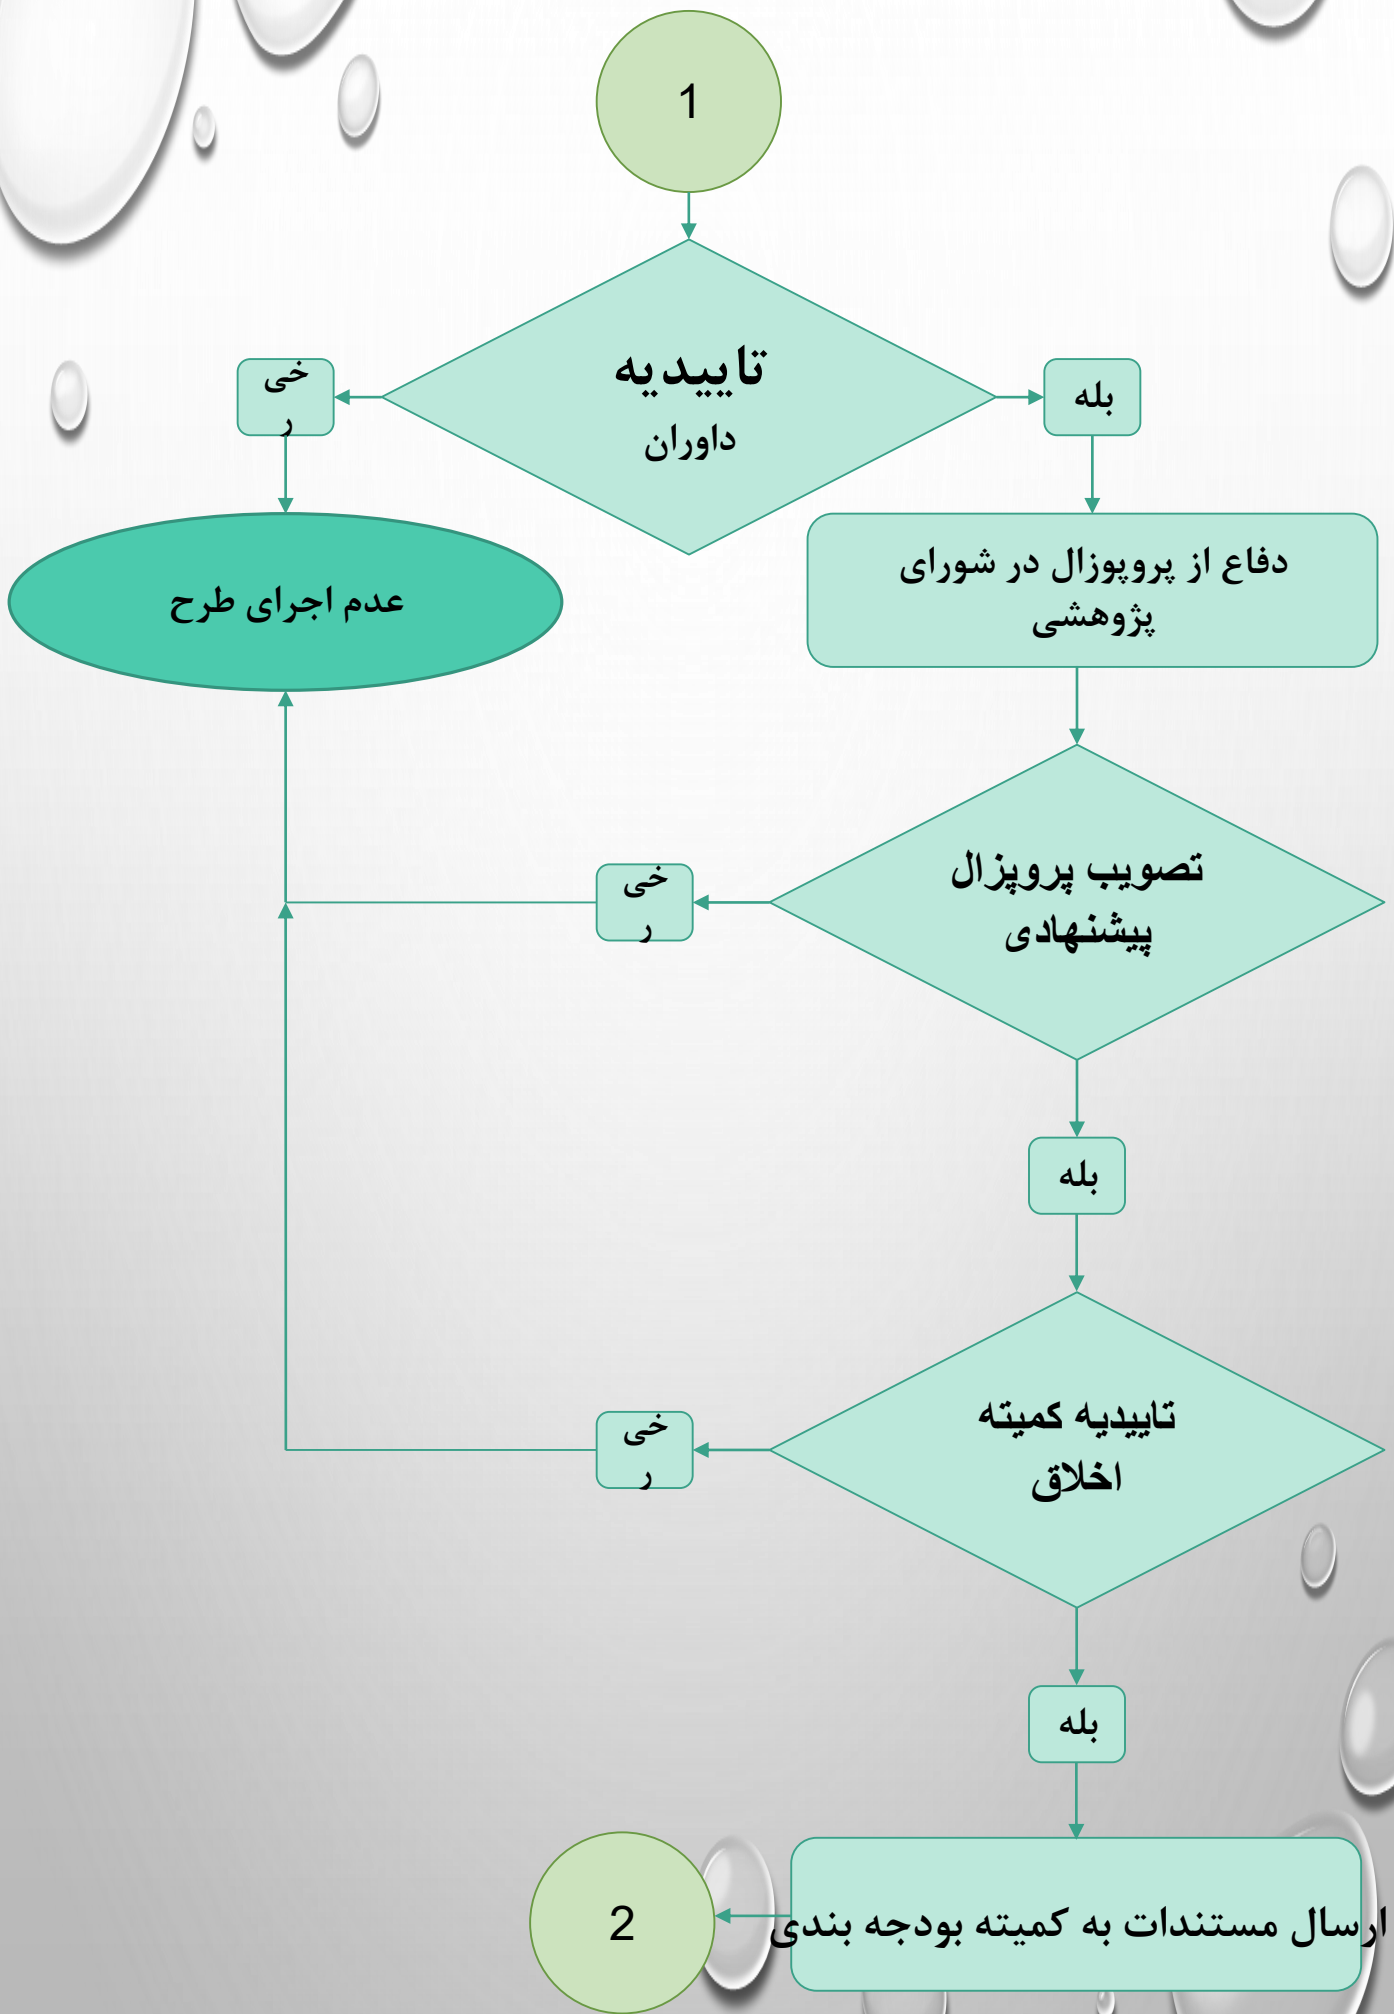 1
تاییدیه
داوران
بله
خی
ر
دفاع از پروپوزال در شورای
پژوهشی
عدم اجرای طرح
تصویب پروپزال
پیشنهادی
خی
ر
بله
تاییدیه کمیته
اخلاق
خی
ر
بله
ارسال مستندات به کمیته بودجه بندی
2